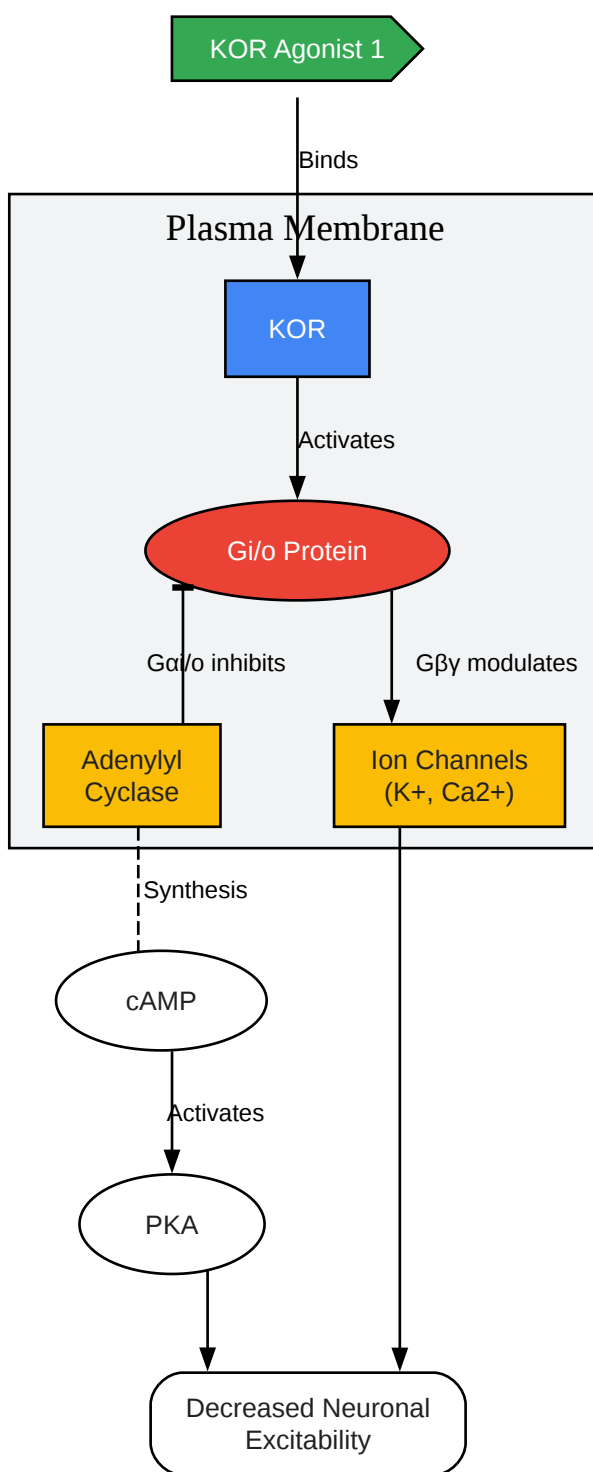 KOR Agonist 1
Binds
Plasma Membrane
KOR
Activates
Gi/o Protein
Gαi/o inhibits
Gβγ modulates
Adenylyl
Cyclase
Ion Channels
(K+, Ca2+)
Synthesis
cAMP
Activates
PKA
Decreased Neuronal
Excitability